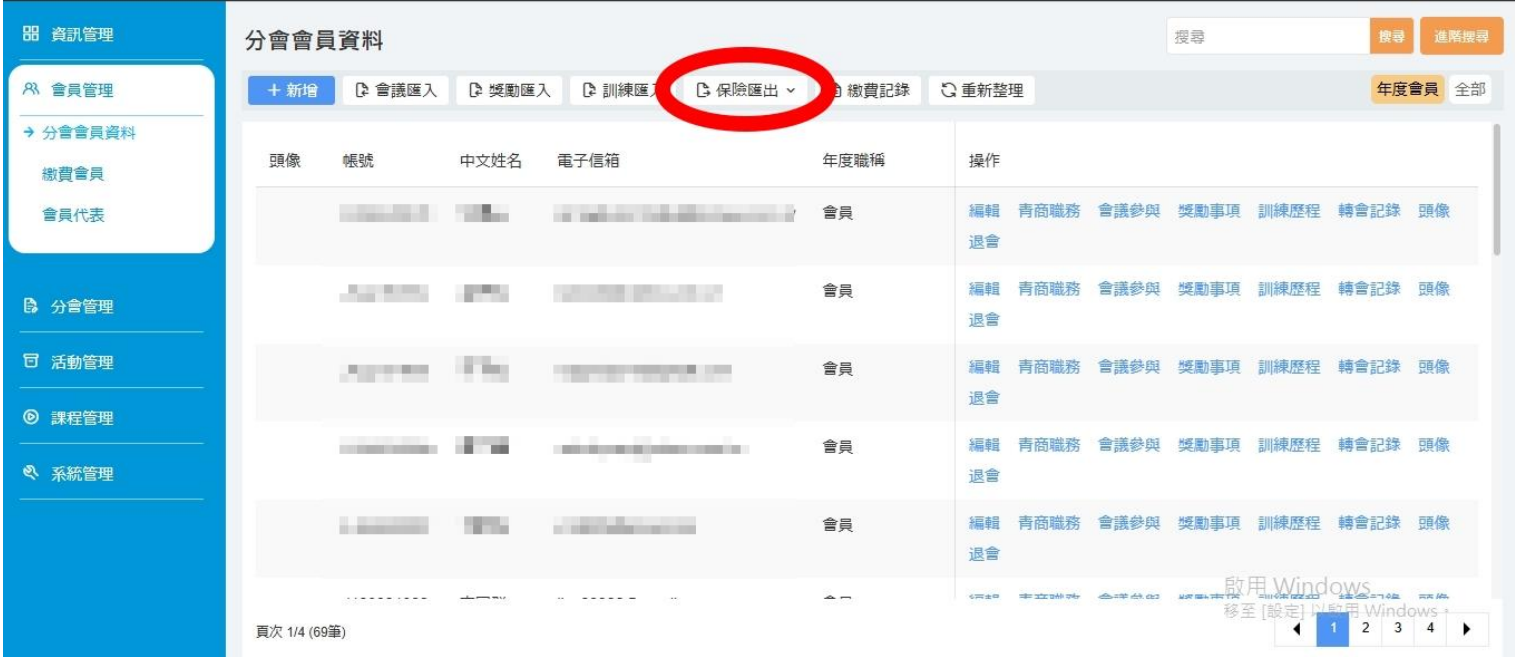 資訊管理
會員管理
分會會員資料
繳費會員
會員代表
分會管理
活動管理
課程管理
系統管理
分會會員資料
搜尋 搜尋 進階搜尋
+ 新增 會議匯入 獎勵匯入 訓練匯入 保險匯出 繳費記錄 重新整理 年度會員 全部
頭像 帳號 中文姓名 電子信箱 年度職稱 操作
會員 編輯 青商職務 會議參與 獎勵事項 訓練歷程 轉會記錄 頭像
退會
會員 編輯 青商職務 會議參與 獎勵事項 訓練歷程 轉會記錄 頭像
退會
會員 編輯 青商職務 會議參與 獎勵事項 訓練歷程 轉會記錄 頭像
退會
會員 編輯 青商職務 會議參與 獎勵事項 訓練歷程 轉會記錄 頭像
退會
會員 編輯 青商職務 會議參與 獎勵事項 訓練歷程 轉會記錄 頭像
退會
啟用 Windows
移至 [設定] 以啟用 Windows。
頁次 1/4 (69筆) 1 2 3 4